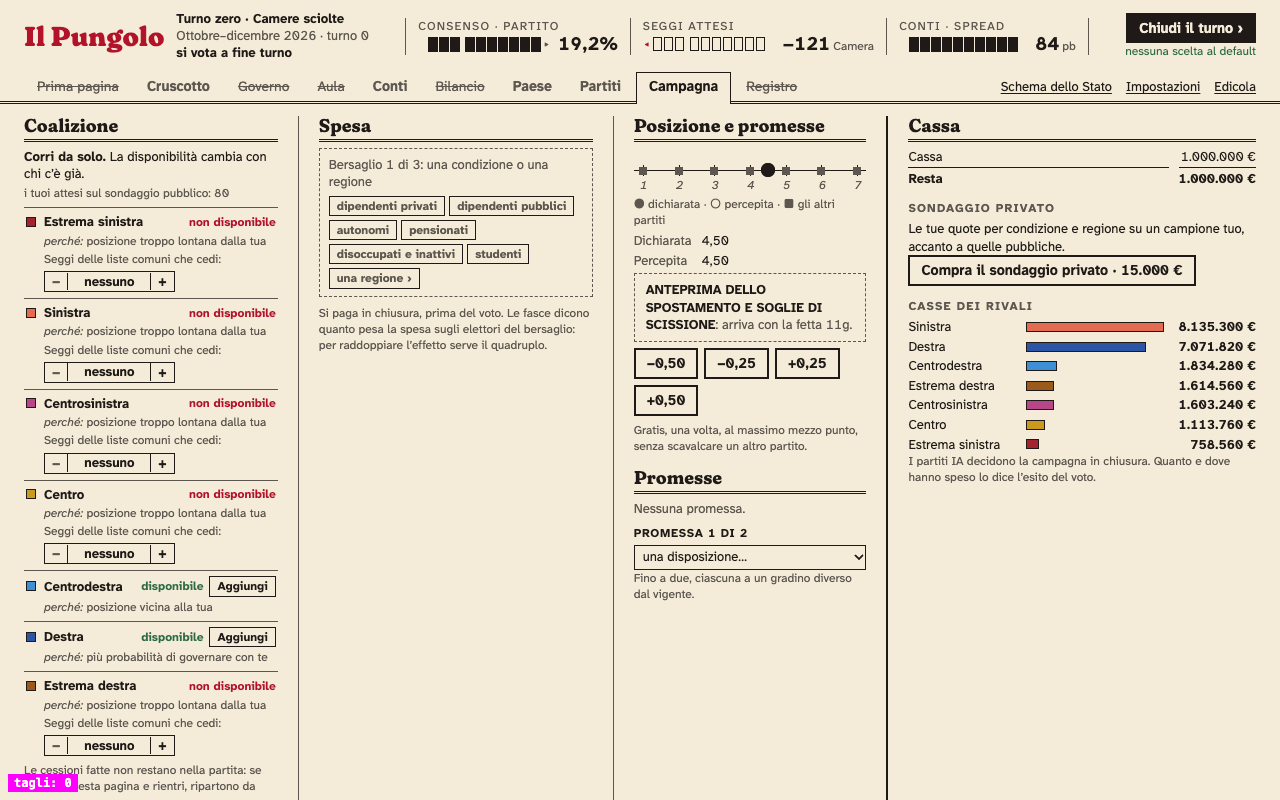 Il Pungolo
Turno zero · Camere sciolte
Ottobre–dicembre 2026 · turno 0
si vota a fine turno
CONSENSO · PARTITO
19,2%
SEGGI ATTESI
−121 Camera
CONTI · SPREAD
84 pb
Chiudi il turno ›
nessuna scelta al default
Prima pagina Cruscotto Governo Aula Conti Bilancio Paese Partiti Campagna Registro
Schema dello Stato Impostazioni Edicola
Coalizione
Corri da solo. La disponibilità cambia con
chi c'è già.
i tuoi attesi sul sondaggio pubblico: 80
Estrema sinistra non disponibile
perché: posizione troppo lontana dalla tua
Seggi delle liste comuni che cedi:
− nessuno +
Sinistra non disponibile
perché: posizione troppo lontana dalla tua
Seggi delle liste comuni che cedi:
− nessuno +
Centrosinistra non disponibile
perché: posizione troppo lontana dalla tua
Seggi delle liste comuni che cedi:
− nessuno +
Centro non disponibile
perché: posizione troppo lontana dalla tua
Seggi delle liste comuni che cedi:
− nessuno +
Centrodestra disponibile Aggiungi
perché: posizione vicina alla tua
Destra disponibile Aggiungi
perché: più probabilità di governare con te
Estrema destra non disponibile
perché: posizione troppo lontana dalla tua
Seggi delle liste comuni che cedi:
− nessuno +
Le cessioni fatte non restano nella partita: se
esta pagina e rientri, ripartono da
tagli: 0
Spesa
Bersaglio 1 di 3: una condizione o una
regione
dipendenti privati dipendenti pubblici
autonomi pensionati
disoccupati e inattivi studenti
una regione ›
Si paga in chiusura, prima del voto. Le fasce dicono
quanto pesa la spesa sugli elettori del bersaglio:
per raddoppiare l'effetto serve il quadruplo.
Posizione e promesse
1 2 3 4 5 6 7
dichiarata · percepita · gli altri
partiti
Dichiarata 4,50
Percepita 4,50
ANTEPRIMA DELLO
SPOSTAMENTO E SOGLIE DI
SCISSIONE: arriva con la fetta 11g.
−0,50 −0,25 +0,25
+0,50
Gratis, una volta, al massimo mezzo punto,
senza scavalcare un altro partito.
Promesse
Nessuna promessa.
PROMESSA 1 DI 2
una disposizione…
Fino a due, ciascuna a un gradino diverso
dal vigente.
Cassa
Cassa 1.000.000 €
Resta 1.000.000 €
SONDAGGIO PRIVATO
Le tue quote per condizione e regione su un campione tuo,
accanto a quelle pubbliche.
Compra il sondaggio privato · 15.000 €
CASSE DEI RIVALI
Sinistra 8.135.300 €
Destra 7.071.820 €
Centrodestra 1.834.280 €
Estrema destra 1.614.560 €
Centrosinistra 1.603.240 €
Centro 1.113.760 €
Estrema sinistra 758.560 €
I partiti IA decidono la campagna in chiusura. Quanto e dove
hanno speso lo dice l'esito del voto.